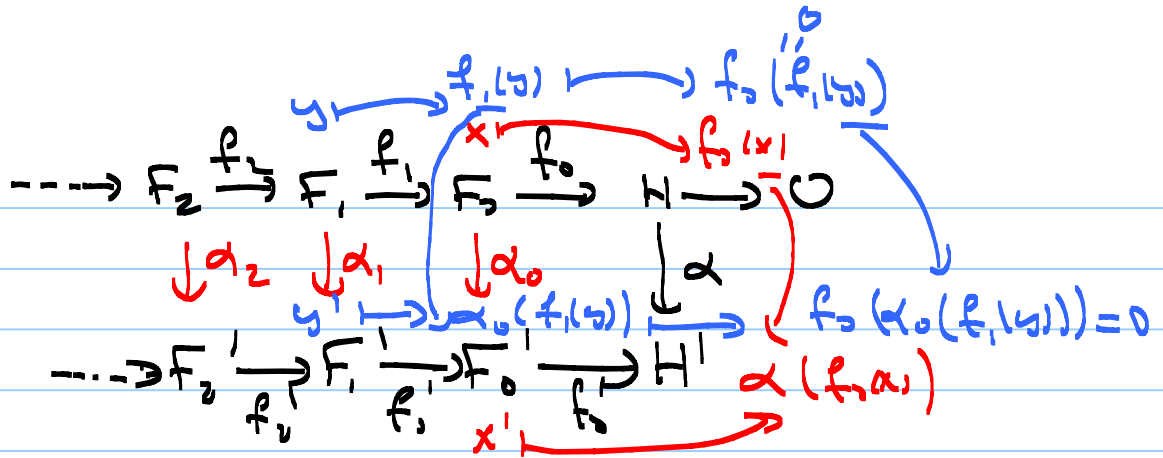 0
y ↦ f₁(y) ↦ f₀(f₁(y))
x ↦ f₀(x)
---→ F₂ →f₂ F₁ →f₁ F₀ →f₀ H → 0
↓α₂ ↓α₁ ↓α₀ ↓α
y' ↦ α₀(f₁(y)) ↦ f₀(α₀(f₁(y))) = 0
---→ F₂' →f₂' F₁' →f₁' F₀' →f₀' H' α(f₀(x))
x' ↦